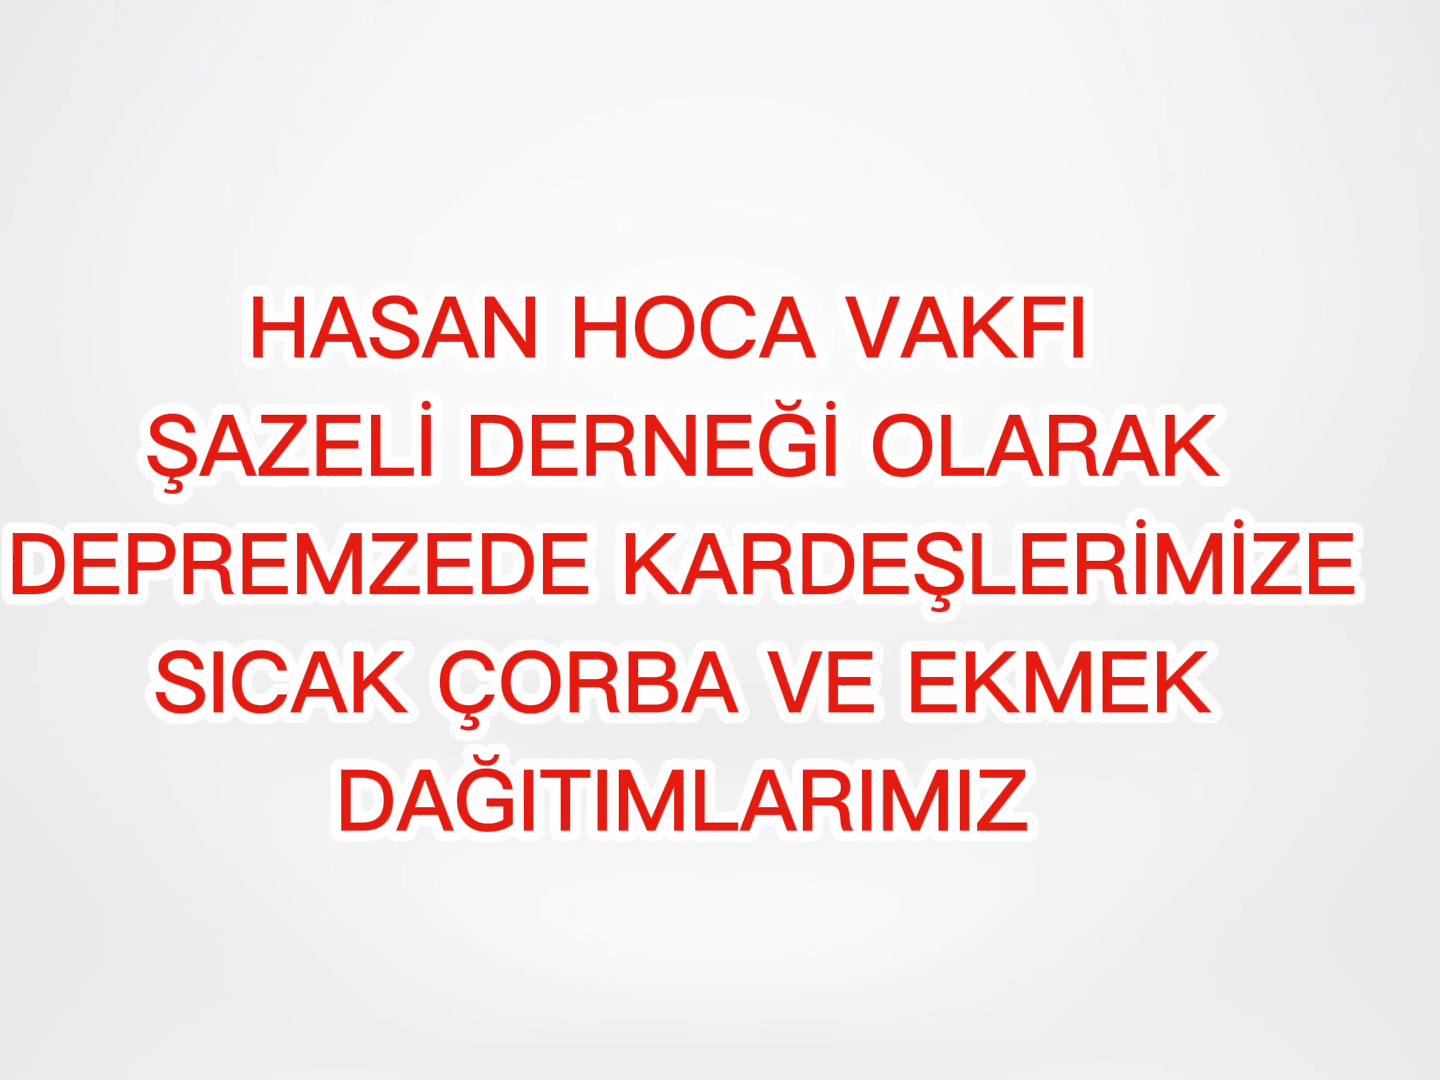 HASAN HOCA VAKFI
ŞAZELİ DERNEĞİ OLARAK
DEPREMZEDE KARDEŞLERİMİZE
SICAK ÇORBA VE EKMEK
DAĞITIMLARIMIZ